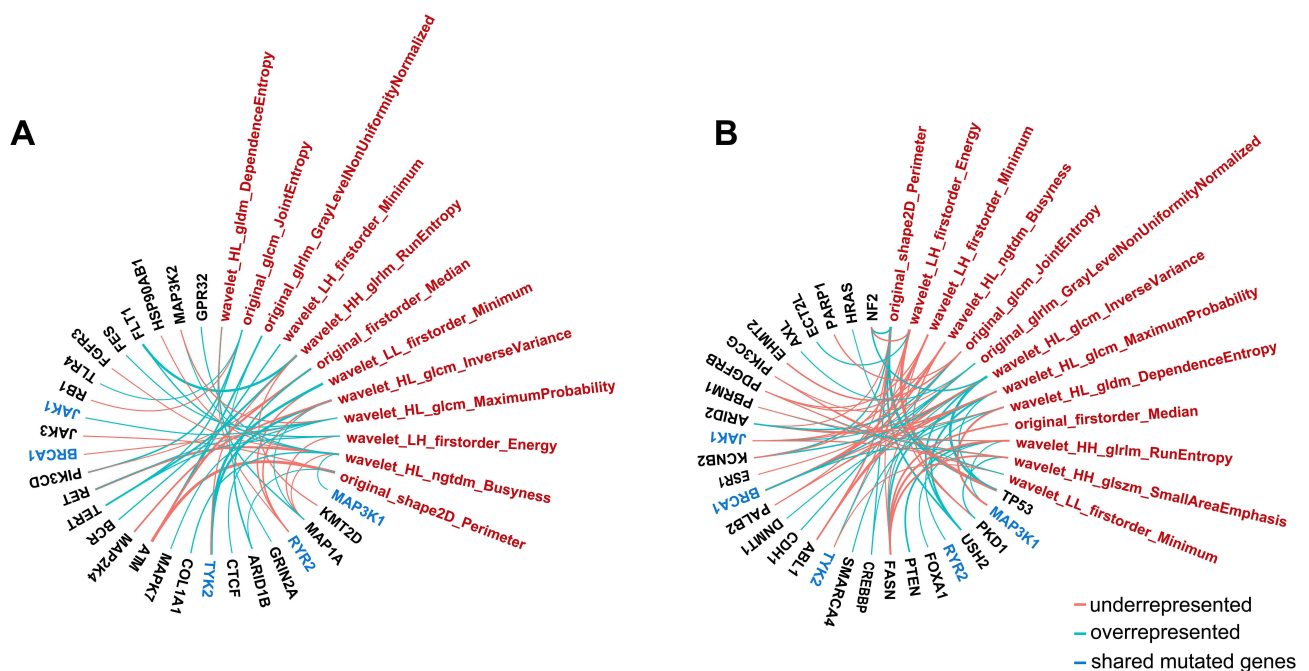 A
wavelet_HL_gldm_DependenceEntropy
original_glcm_JointEntropy
original_glrlm_GrayLevelNonUniformityNormalized
wavelet_LH_firstorder_Minimum
wavelet_HH_glrlm_RunEntropy
original_firstorder_Median
wavelet_LL_firstorder_Minimum
wavelet_HL_glcm_InverseVariance
wavelet_HL_glcm_MaximumProbability
wavelet_LH_firstorder_Energy
wavelet_HL_ngtdm_Busyness
original_shape2D_Perimeter
MAP3K1
KMT2D
MAP1A
RYR2
GRIN2A
ARID1B
CTCF
TYK2
COL1A1
MAPK7
ATM
MAP2K4
BCR
TERT
RET
PIK3CD
BRCA1
JAK3
JAK1
RB1
TLR4
FGFR3
FES
FLT1
HSP90AB1
MAP3K2
GPR32
B
original_shape2D_Perimeter
wavelet_LH_firstorder_Energy
wavelet_LH_firstorder_Minimum
wavelet_HL_ngtdm_Busyness
original_glcm_JointEntropy
original_glrlm_GrayLevelNonUniformityNormalized
wavelet_HL_glcm_InverseVariance
wavelet_HL_glcm_MaximumProbability
wavelet_HL_gldm_DependenceEntropy
original_firstorder_Median
wavelet_HH_glrlm_RunEntropy
wavelet_HH_glszm_SmallAreaEmphasis
wavelet_LL_firstorder_Minimum
TP53
MAP3K1
PKD1
USH2
RYR2
FOXA1
PTEN
FASN
CREBBP
SMARCA4
TYK2
ABL1
CDH1
DNMT1
PALB2
BRCA1
ESR1
KCNB2
JAK1
ARID2
PBRM1
PDGFRB
PIK3CG
EHMT2
AXL
ECT2L
PARP1
HRAS
NF2
underrepresented
overrepresented
shared mutated genes